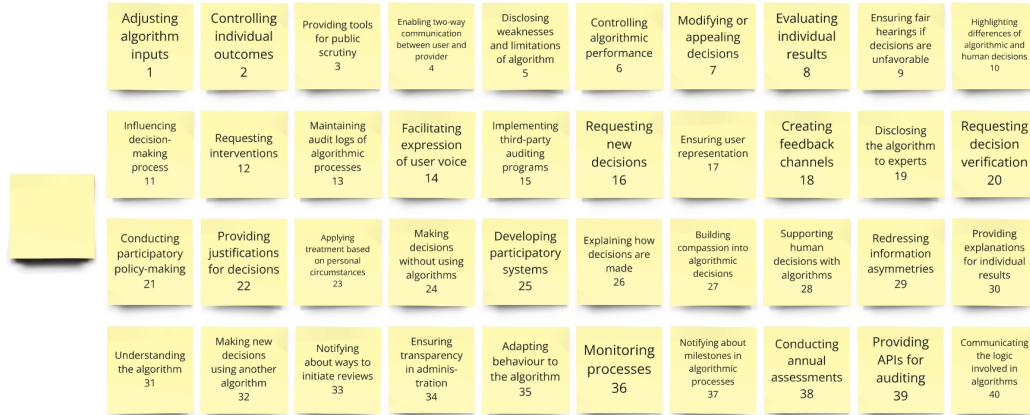 Adjusting
algorithm
inputs
1
Controlling
individual
outcomes
2
Providing tools
for public
scrutiny
3
Enabling two-way
communication
between user and
provider
4
Disclosing
weaknesses
and limitations
of algorithm
5
Controlling
algorithmic
performance
6
Modifying or
appealing
decisions
7
Evaluating
individual
results
8
Ensuring fair
hearings if
decisions are
unfavorable
9
Highlighting
differences of
algorithmic and
human decisions
10
Influencing
decision-
making
process
11
Requesting
interventions
12
Maintaining
audit logs of
algorithmic
processes
13
Facilitating
expression
of user voice
14
Implementing
third-party
auditing
programs
15
Requesting
new
decisions
16
Ensuring user
representation
17
Creating
feedback
channels
18
Disclosing
the algorithm
to experts
19
Requesting
decision
verification
20
Conducting
participatory
policy-making
21
Providing
justifications
for decisions
22
Applying
treatment based
on personal
circumstances
23
Making
decisions
without using
algorithms
24
Developing
participatory
systems
25
Explaining how
decisions are
made
26
Building
compassion into
algorithmic
decisions
27
Supporting
human
decisions with
algorithms
28
Redressing
information
asymmetries
29
Providing
explanations
for individual
results
30
Understanding
the algorithm
31
Making new
decisions
using another
algorithm
32
Notifying
about ways to
initiate reviews
33
Ensuring
transparency
in adminis-
tration
34
Adapting
behaviour to
the algorithm
35
Monitoring
processes
36
Notifying about
milestones in
algorithmic
processes
37
Conducting
annual
assessments
38
Providing
APIs for
auditing
39
Communicating
the logic
involved in
algorithms
40